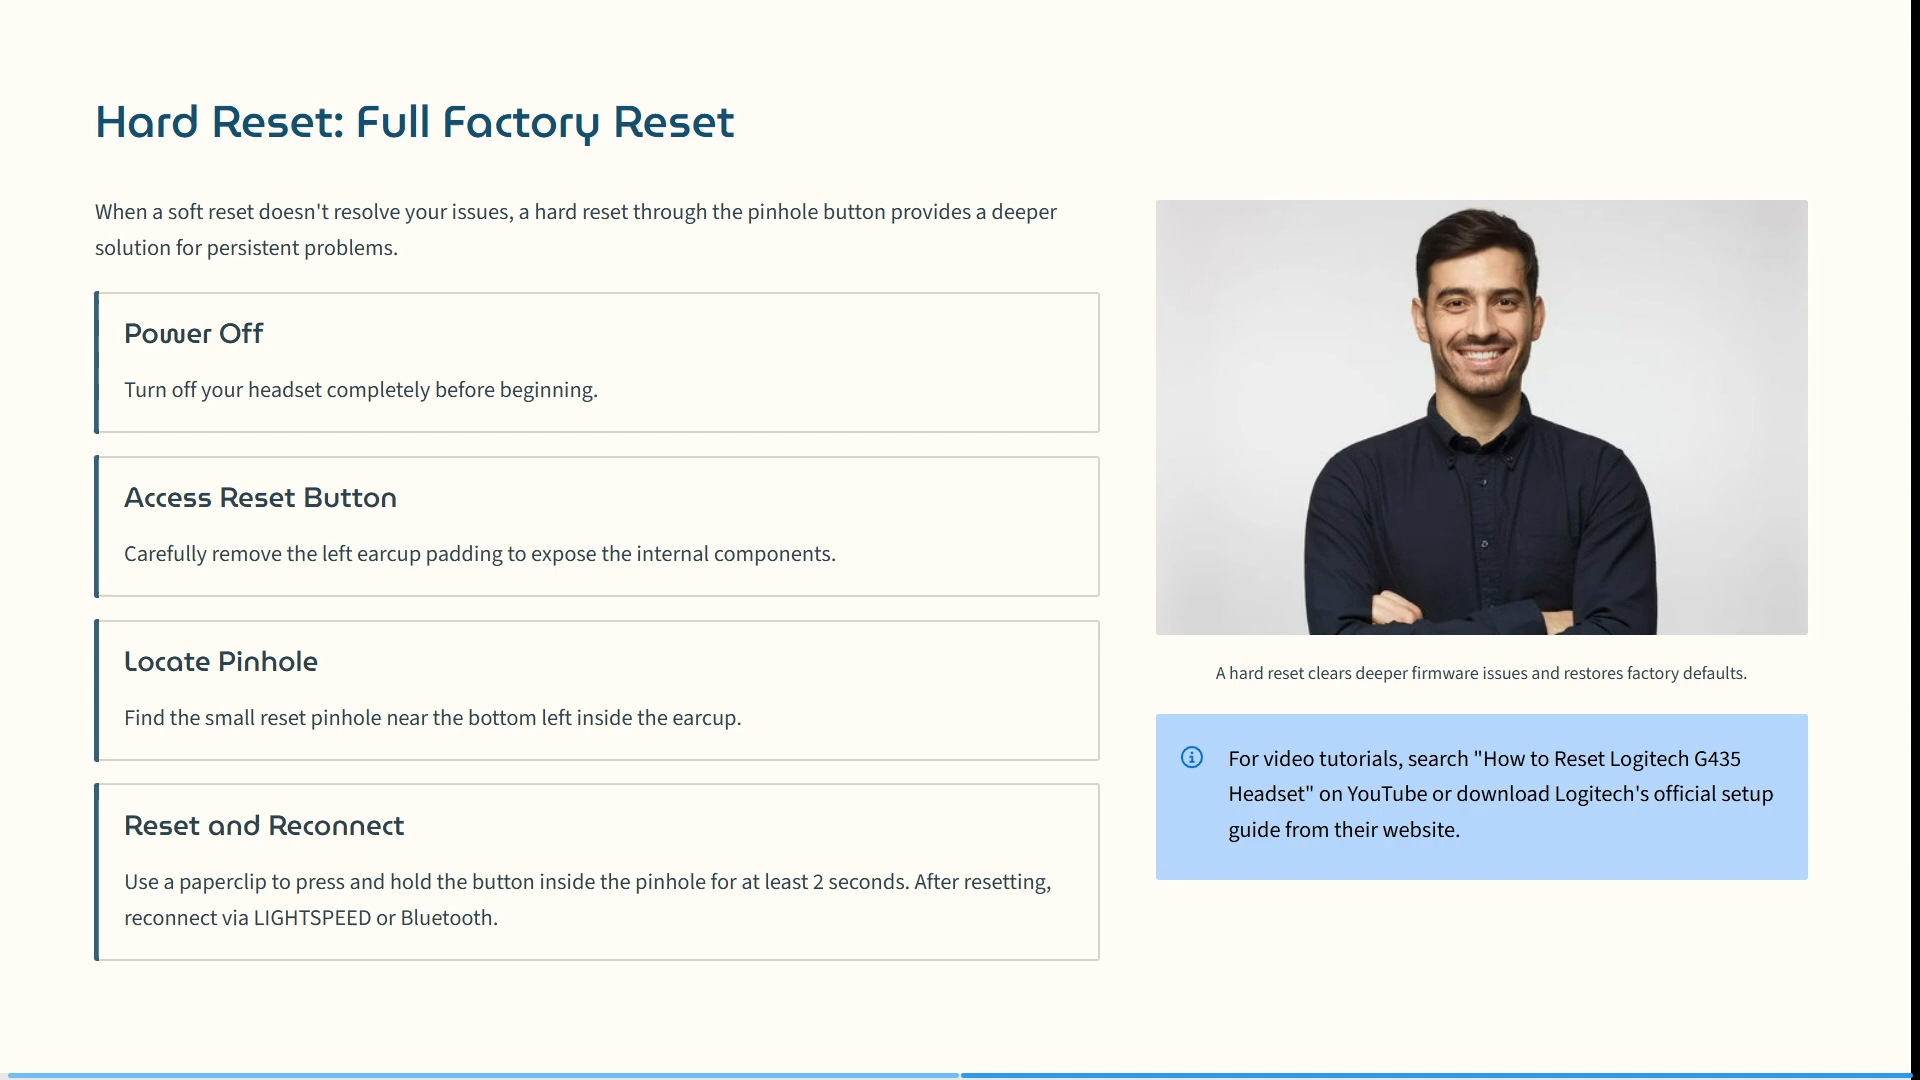 Hard Reset: Full Factory Reset
When a soft reset doesn't resolve your issues, a hard reset through the pinhole button provides a deeper
solution for persistent problems.
Power Off
Turn off your headset completely before beginning.
Access Reset Button
Carefully remove the left earcup padding to expose the internal components.
Locate Pinhole
Find the small reset pinhole near the bottom left inside the earcup.
Reset and Reconnect
Use a paperclip to press and hold the button inside the pinhole for at least 2 seconds. After resetting,
reconnect via LIGHTSPEED or Bluetooth.
A hard reset clears deeper firmware issues and restores factory defaults.
For video tutorials, search "How to Reset Logitech G435
Headset" on YouTube or download Logitech's official setup
guide from their website.